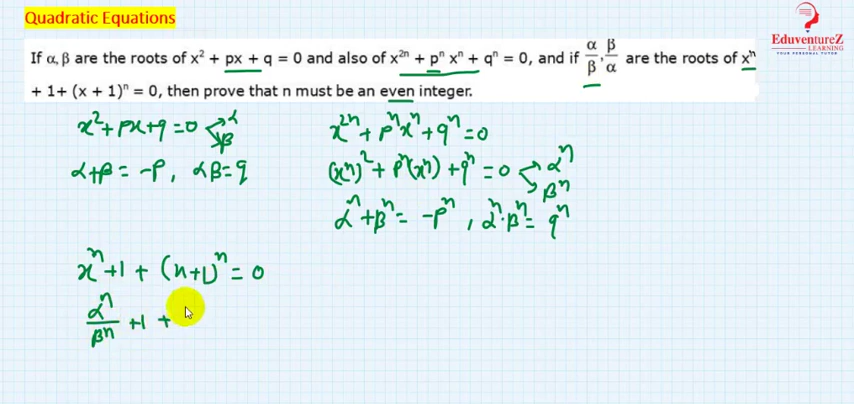 Quadratic Equations
EduventureZ
LEARNING
YOUR PERSONAL TUTOR
If α,β are the roots of x² + px + q = 0 and also of x²ⁿ + pⁿ xⁿ + qⁿ = 0, and if α/β, β/α are the roots of xⁿ
+ 1+ (x + 1)ⁿ = 0, then prove that n must be an even integer.
x²+px+q=0 α β
α+β = -p, αβ=q
x²ⁿ + pⁿxⁿ + qⁿ = 0
(xⁿ)² + pⁿ(xⁿ) + qⁿ = 0 αⁿ βⁿ
αⁿ + βⁿ = -pⁿ, αⁿ·βⁿ = qⁿ
xⁿ+1 + (n+1)ⁿ = 0
αⁿ/βⁿ +1 +